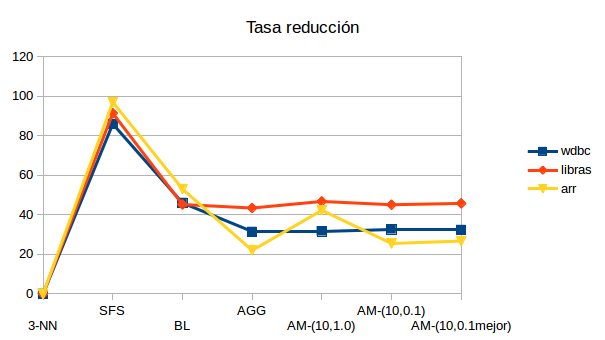 Tasa reducción
120
100
80
60
40
20
0
3-NN
SFS
BL
AGG
AM-(10,1.0)
AM-(10,0.1)
AM-(10,0.1mejor)
wdbc
libras
arr